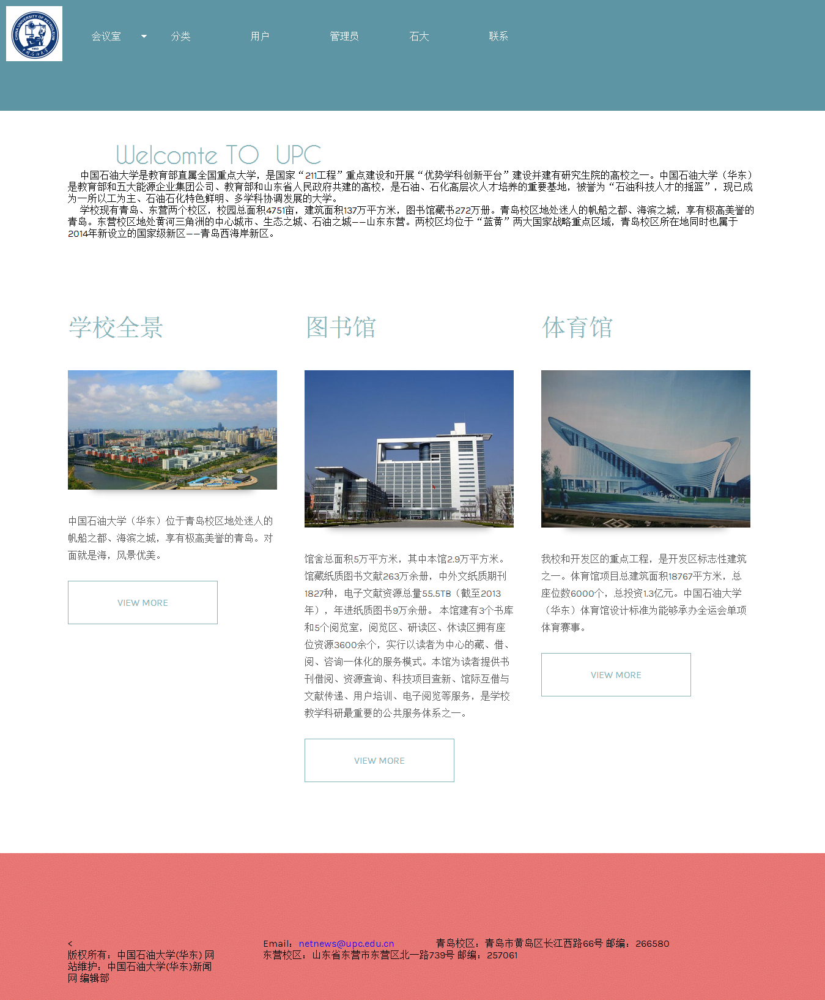 CHINA UNIVERSITY OF PETROLEUM
1953
中国石油大学
会议室 分类 用户 管理员 石大 联系
Welcomte TO UPC
中国石油大学是教育部直属全国重点大学，是国家“211工程”重点建设和开展“优势学科创新平台”建设并建有研究生院的高校之一。中国石油大学（华东）
是教育部和五大能源企业集团公司、教育部和山东省人民政府共建的高校，是石油、石化高层次人才培养的重要基地，被誉为“石油科技人才的摇篮”，现已成
为一所以工为主、石油石化特色鲜明、多学科协调发展的大学。
学校现有青岛、东营两个校区，校园总面积4751亩，建筑面积137万平方米，图书馆藏书272万册。青岛校区地处迷人的帆船之都、海滨之城，享有极高美誉的
青岛。东营校区地处黄河三角洲的中心城市、生态之城、石油之城——山东东营。两校区均位于“蓝黄”两大国家战略重点区域，青岛校区所在地同时也属于
2014年新设立的国家级新区——青岛西海岸新区。
学校全景
中国石油大学（华东）位于青岛校区地处迷人的
帆船之都、海滨之城，享有极高美誉的青岛。对
面就是海，风景优美。
VIEW MORE
图书馆
馆舍总面积5万平方米，其中本馆2.9万平方米。
馆藏纸质图书文献263万余册，中外文纸质期刊
1827种，电子文献资源总量55.5TB（截至2013
年），年进纸质图书9万余册。 本馆建有3个书库
和5个阅览室，阅览区、研读区、休读区拥有座
位资源3600余个，实行以读者为中心的藏、借、
阅、咨询一体化的服务模式。本馆为读者提供书
刊借阅、资源查询、科技项目查新、馆际互借与
文献传递、用户培训、电子阅览等服务，是学校
教学科研最重要的公共服务体系之一。
VIEW MORE
体育馆
我校和开发区的重点工程，是开发区标志性建筑
之一。体育馆项目总建筑面积18767平方米，总
座位数6000个，总投资1.3亿元。中国石油大学
（华东）体育馆设计标准为能够承办全运会单项
体育赛事。
VIEW MORE
<
版权所有：中国石油大学(华东) 网
站维护：中国石油大学(华东)新闻
网 编辑部
Email：netnews@upc.edu.cn 青岛校区：青岛市黄岛区长江西路66号 邮编：266580
东营校区：山东省东营市东营区北一路739号 邮编：257061